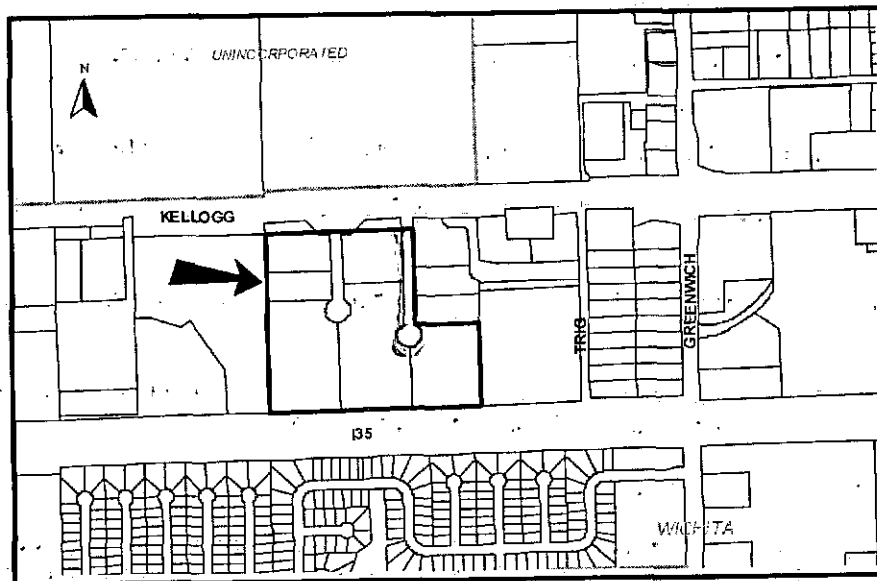 UNINCORPORATED
N
KELLOGG
TRIG
GREENWICH
I35
WICHITA